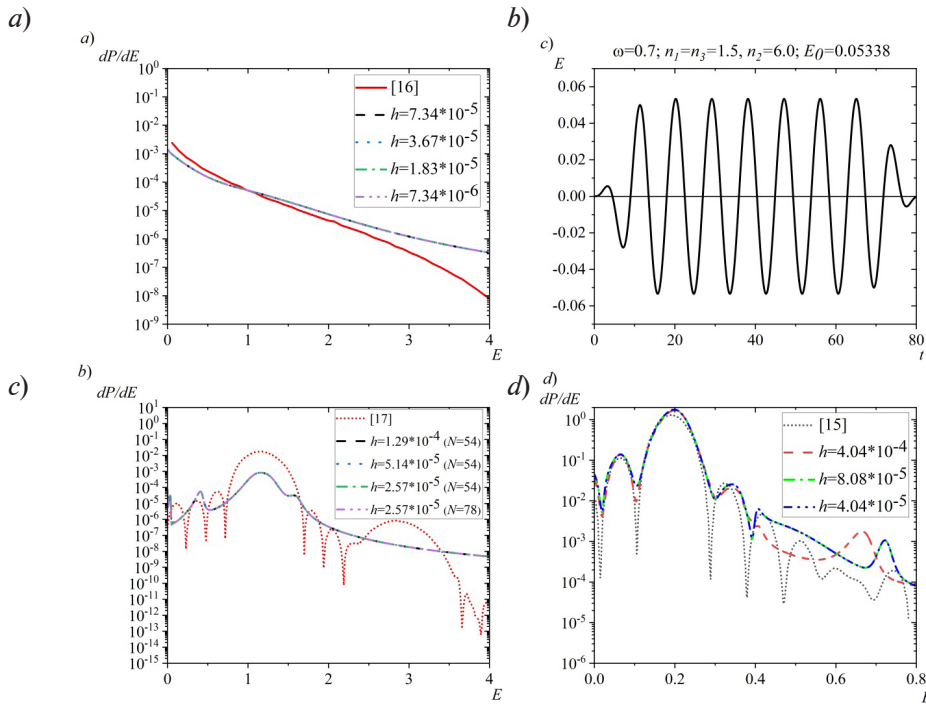 a)
a)
dP/dE
10^0
10^-1
10^-2
10^-3
10^-4
10^-5
10^-6
10^-7
10^-8
10^-9
0 1 2 3 4
E
[16]
h=7.34*10^-5
h=3.67*10^-5
h=1.83*10^-5
h=7.34*10^-6
b)
c)
ω=0.7; n1=n3=1.5, n2=6.0; E0=0.05338
E
0.06
0.04
0.02
0.00
-0.02
-0.04
-0.06
0 20 40 60 80
t
c)
b)
dP/dE
10^1
10^0
10^-1
10^-2
10^-3
10^-4
10^-5
10^-6
10^-7
10^-8
10^-9
10^-10
10^-11
10^-12
10^-13
10^-14
10^-15
0 1 2 3 4
E
[17]
h=1.29*10^-4 (N=54)
h=5.14*10^-5 (N=54)
h=2.57*10^-5 (N=54)
h=2.57*10^-5 (N=78)
d)
d)
dP/dE
10^0
10^-1
10^-2
10^-3
10^-4
10^-5
10^-6
0.0 0.2 0.4 0.6 0.8
[15]
h=4.04*10^-4
h=8.08*10^-5
h=4.04*10^-5